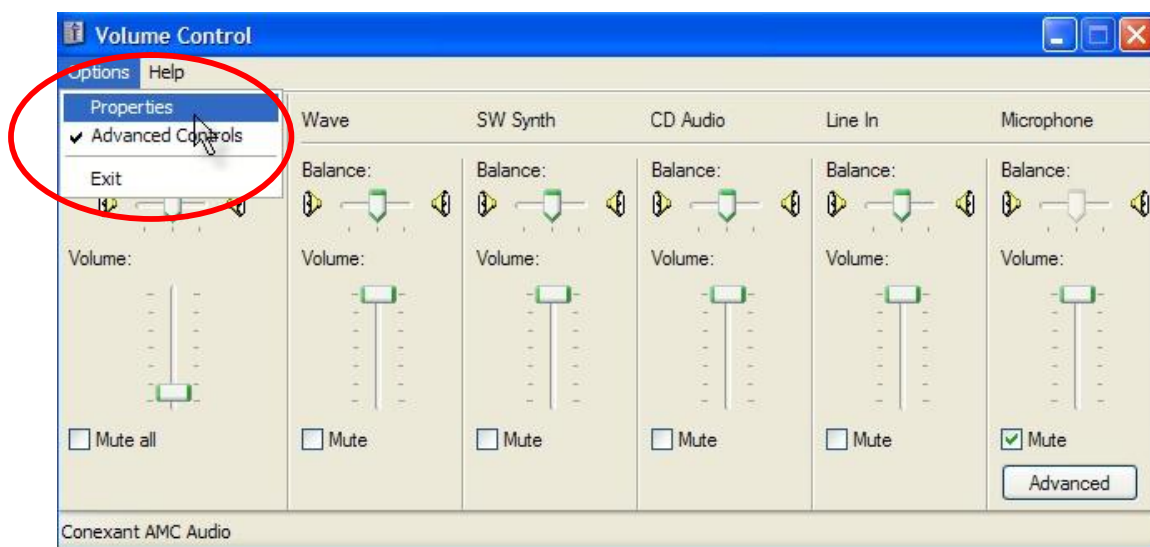 Volume Control
Options Help
Properties
Advanced Controls
Exit
Wave SW Synth CD Audio Line In Microphone
Balance: Balance: Balance: Balance: Balance:
Volume: Volume: Volume: Volume: Volume: Volume:
Mute all Mute Mute Mute Mute Mute
Advanced
Conexant AMC Audio